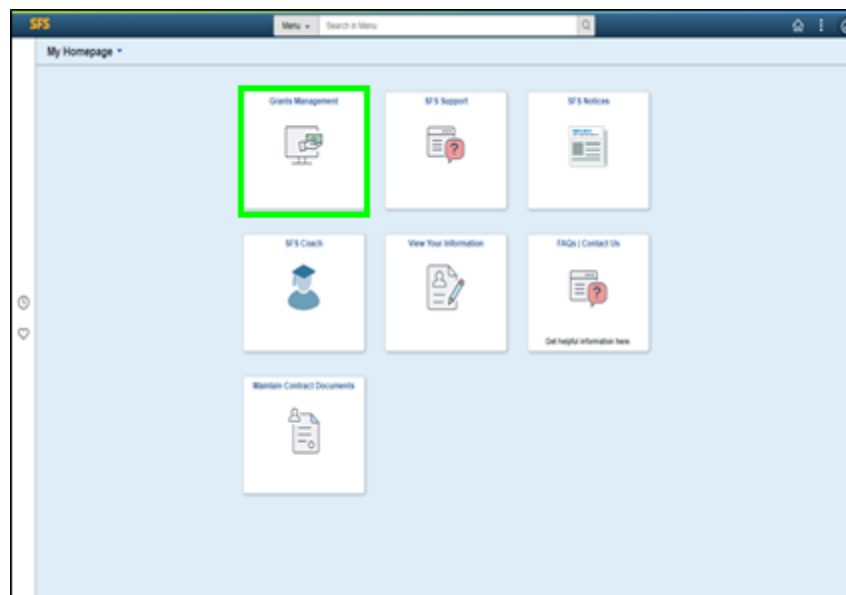 SFS
Menu
Search in Menu
My Homepage
Grants Management
SFS Support
SFS Notices
SFS Coach
View Your Information
FAQs | Contact Us
Get helpful information here.
Maintain Contract Documents